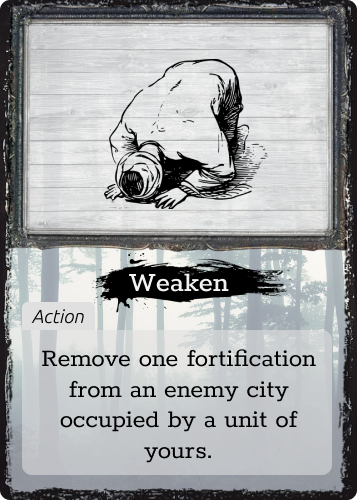 Weaken
Action
Remove one fortification
from an enemy city
occupied by a unit of
yours.